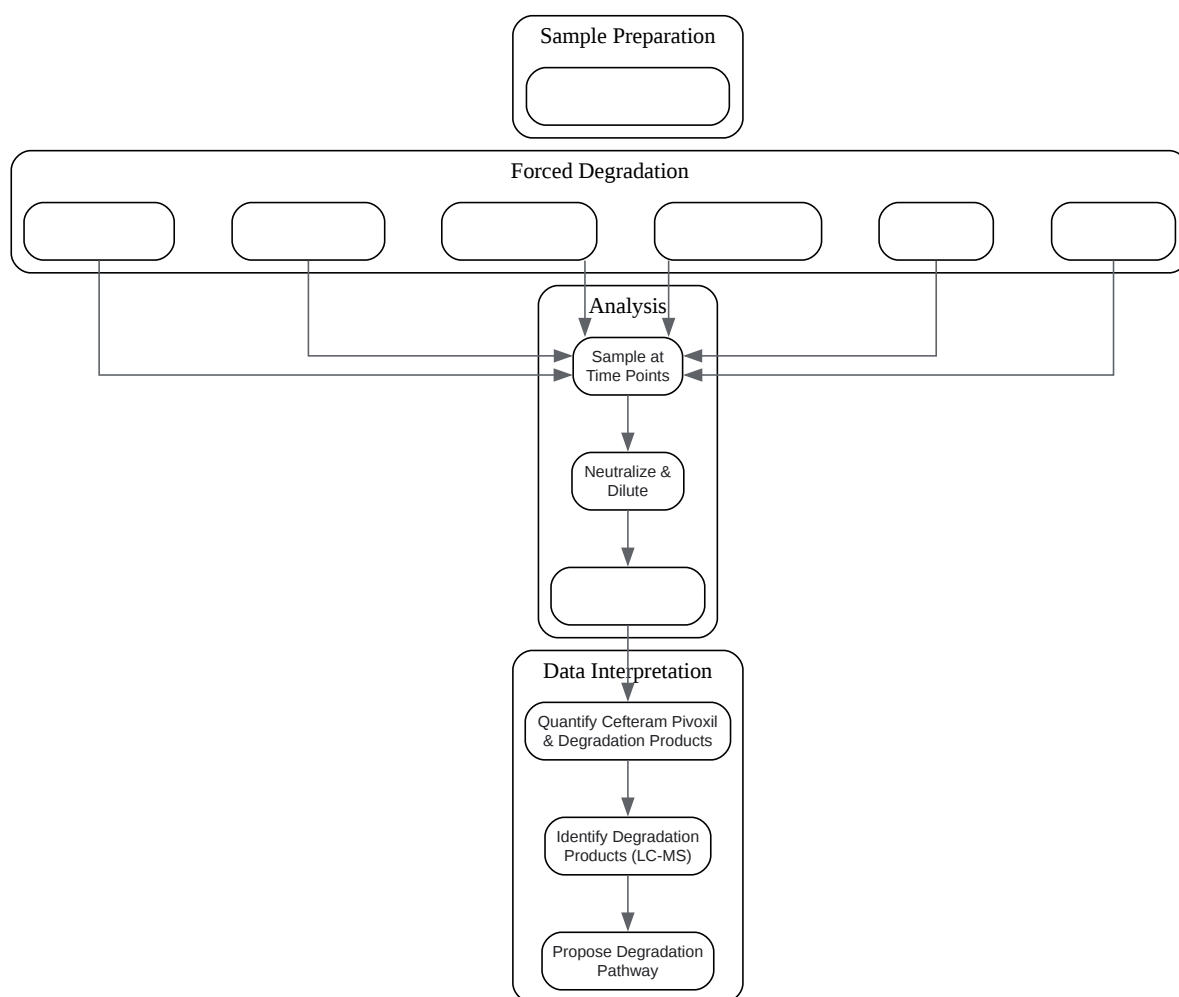 Sample Preparation
Forced Degradation
Analysis
Sample at
Time Points
Neutralize &
Dilute
Data Interpretation
Quantify Cefteram Pivoxil
& Degradation Products
Identify Degradation
Products (LC-MS)
Propose Degradation
Pathway